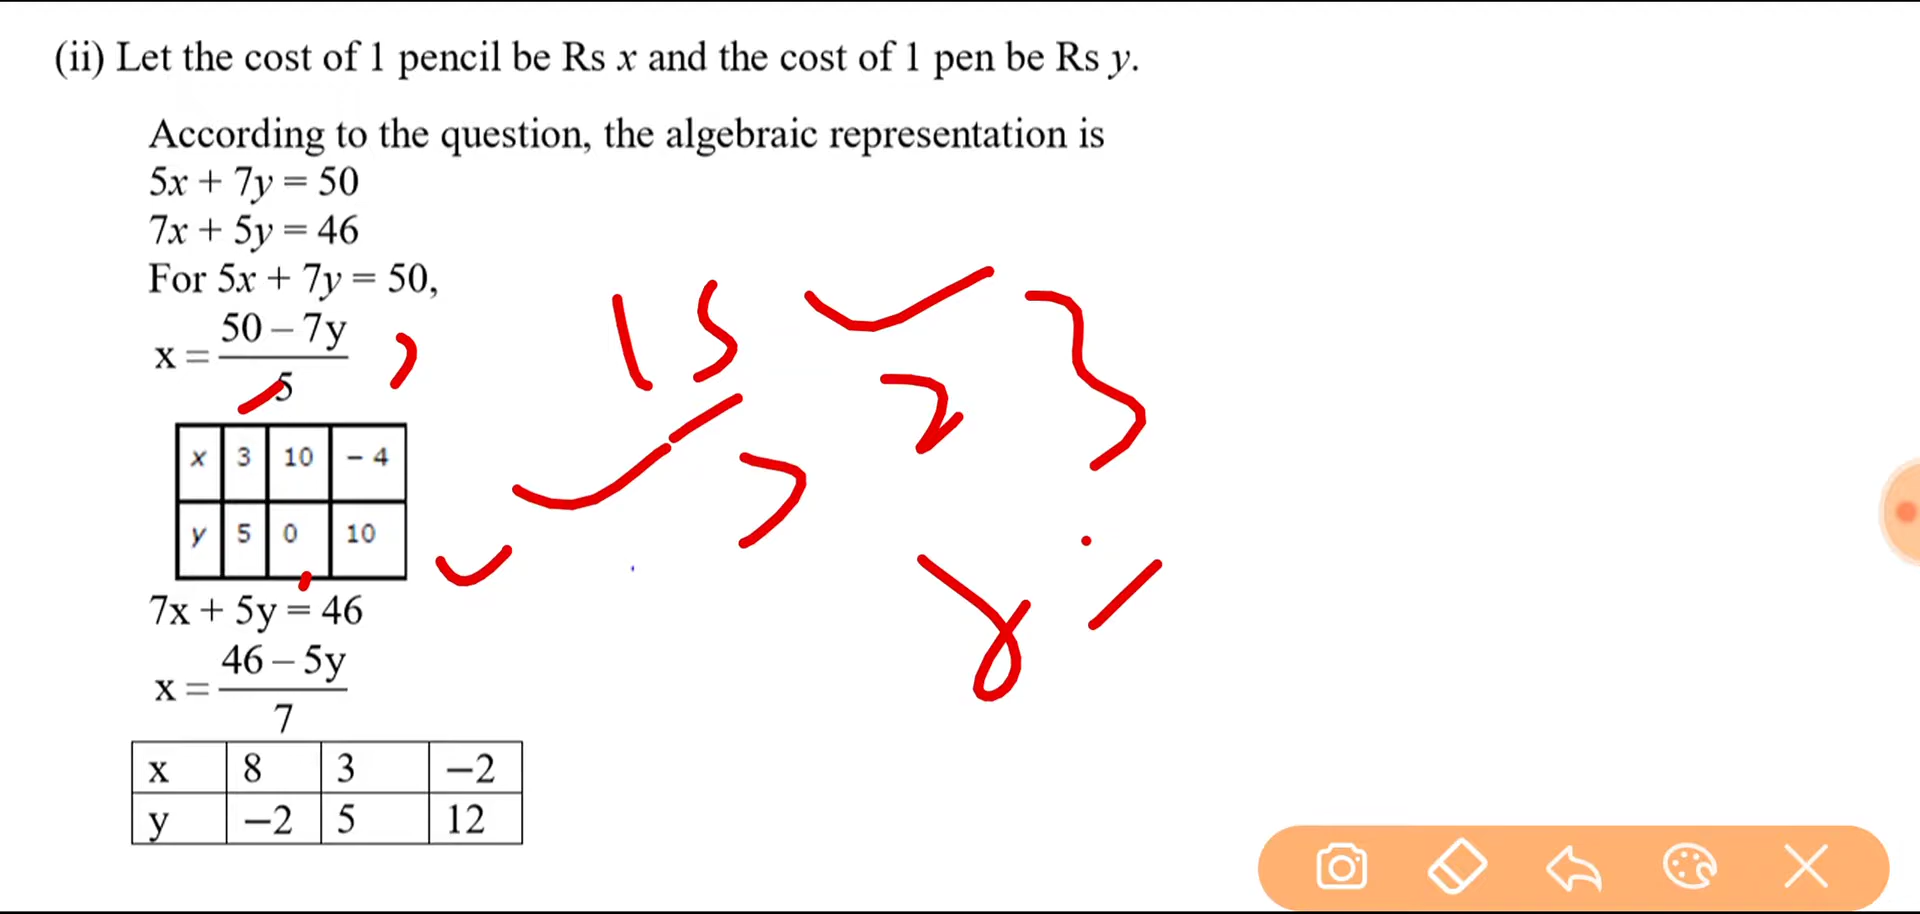 (ii) Let the cost of 1 pencil be Rs x and the cost of 1 pen be Rs y.
According to the question, the algebraic representation is
5x + 7y = 50
7x + 5y = 46
For 5x + 7y = 50,
x = (50 – 7y)/5
x 3 10 – 4
y 5 0 10
7x + 5y = 46
x = (46 – 5y)/7
x 8 3 –2
y –2 5 12